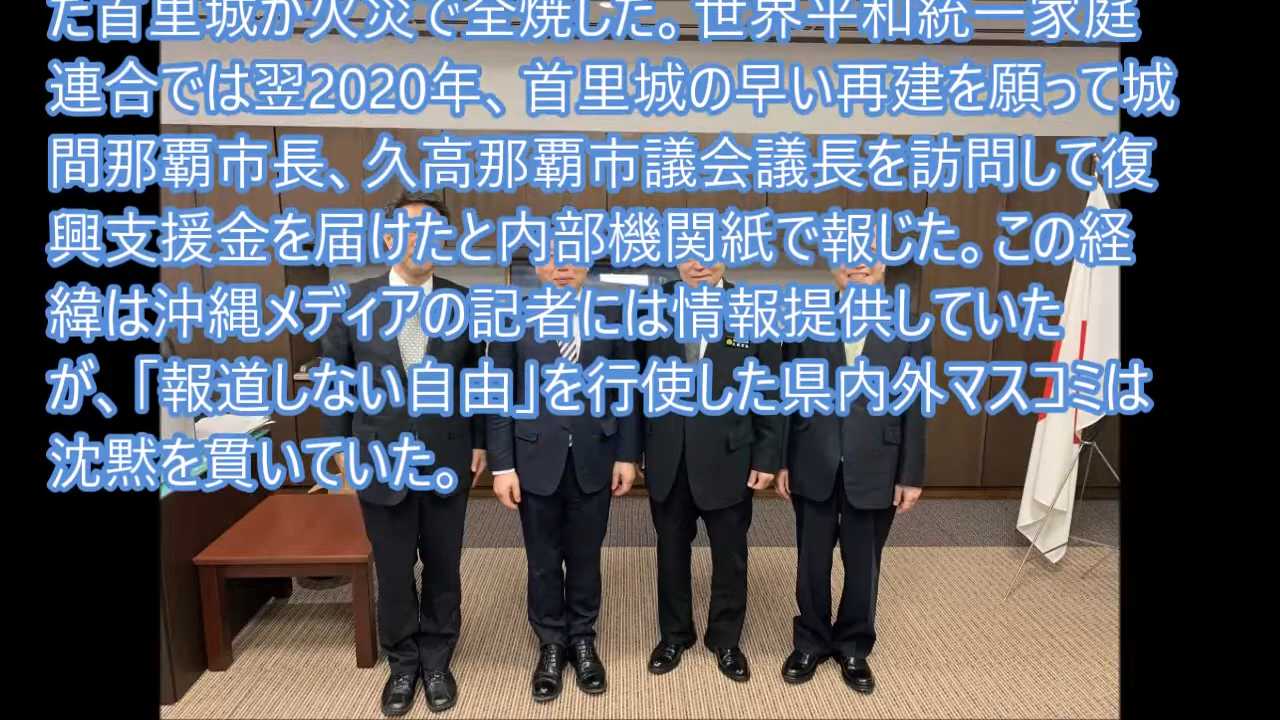 た首里城が火災で全焼した。世界平和統一家庭
連合では翌2020年、首里城の早い再建を願って城
間那覇市長、久高那覇市議会議長を訪問して復
興支援金を届けたと内部機関紙で報じた。この経
緯は沖縄メディアの記者には情報提供していた
が、「報道しない自由」を行使した県内外マスコミは
沈黙を貫いていた。